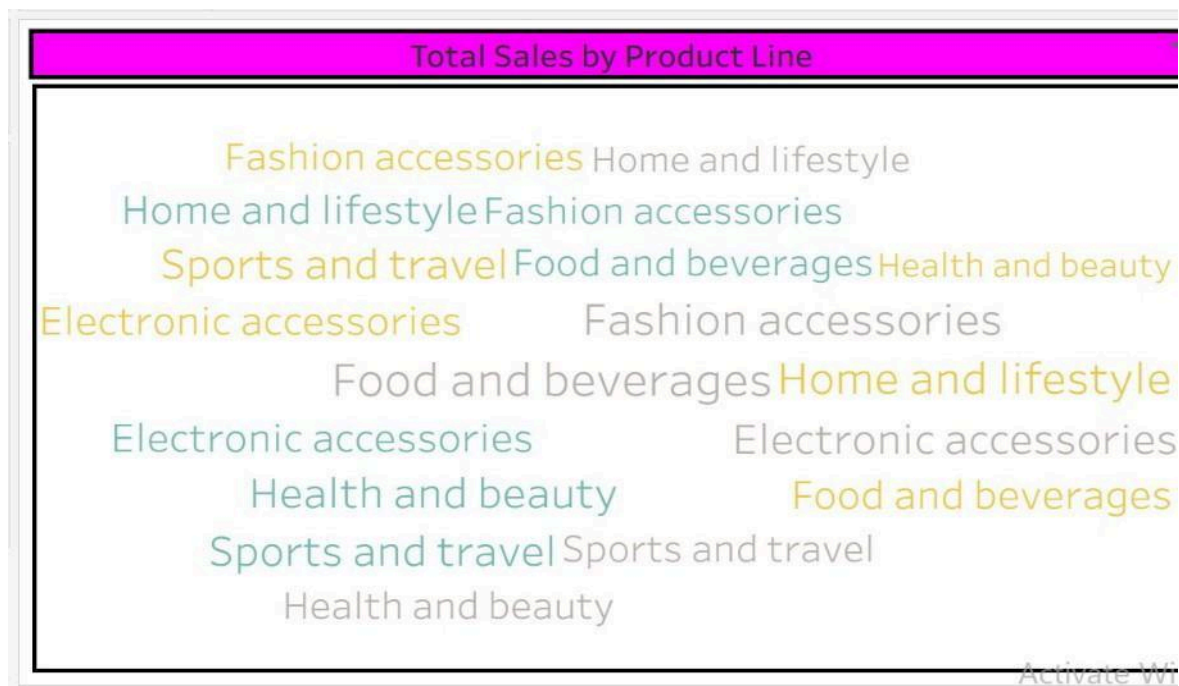 Total Sales by Product Line
Fashion accessories Home and lifestyle
Home and lifestyle Fashion accessories
Sports and travel Food and beverages Health and beauty
Electronic accessories Fashion accessories
Food and beverages Home and lifestyle
Electronic accessories Electronic accessories
Health and beauty Food and beverages
Sports and travel Sports and travel
Health and beauty
Activate Wi